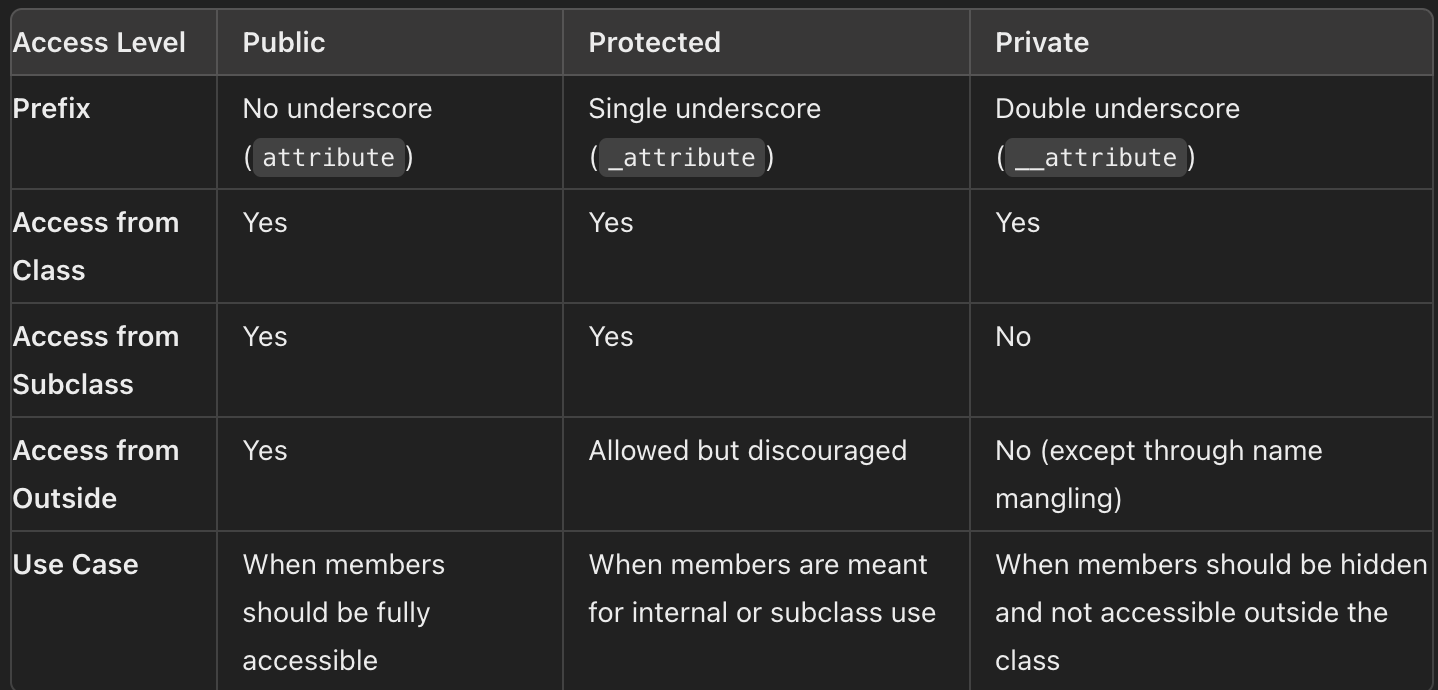 Access Level Public Protected Private
Prefix No underscore Single underscore Double underscore
(attribute) (_attribute) (__attribute)
Access from Yes Yes Yes
Class
Access from Yes Yes No
Subclass
Access from Yes Allowed but discouraged No (except through name
Outside mangling)
Use Case When members When members are meant When members should be hidden
should be fully for internal or subclass use and not accessible outside the
accessible class